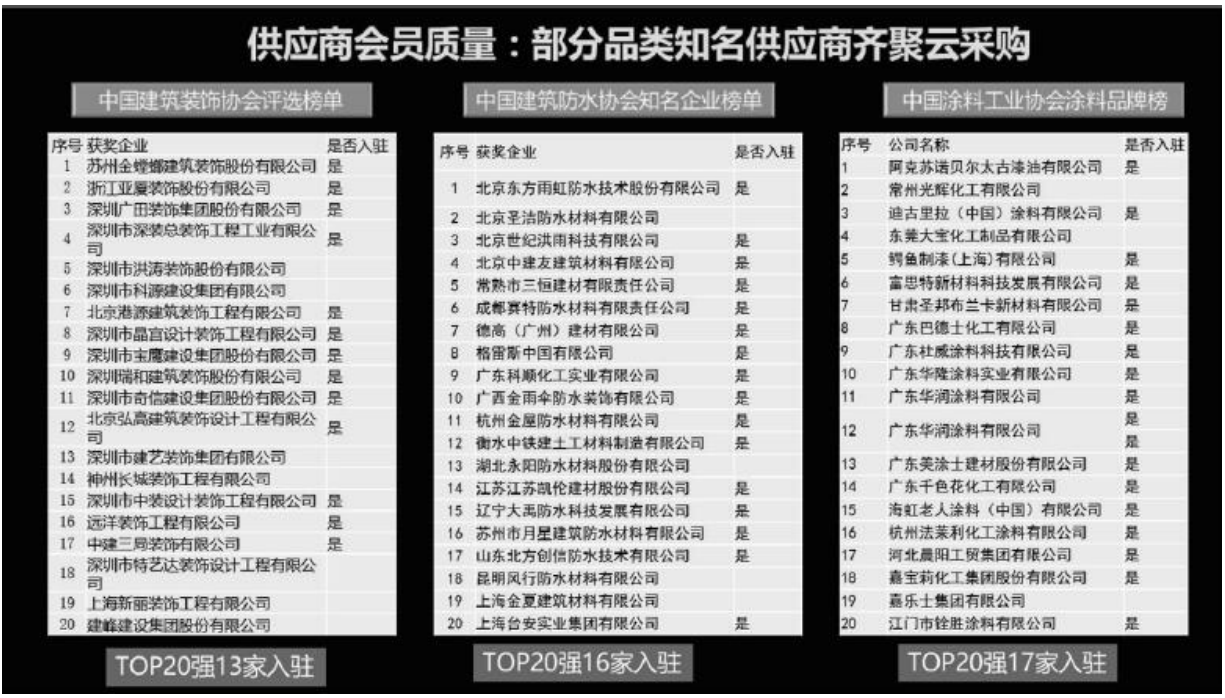 供应商会员质量：部分品类知名供应商齐聚云采购
中国建筑装饰协会评选榜单
序号 获奖企业 是否入驻
1 苏州金螳螂建筑装饰股份有限公司 是
2 浙江亚厦装饰股份有限公司 是
3 深圳广田装饰集团股份有限公司 是
4 深圳市深装总装饰工程工业有限公 是
司
5 深圳市洪涛装饰股份有限公司
6 深圳市科源建设集团有限公司
7 北京港源建筑装饰工程有限公司 是
8 深圳市晶宫设计装饰工程有限公司 是
9 深圳市宝鹰建设集团股份有限公司 是
10 深圳瑞和建筑装饰股份有限公司 是
11 深圳市奇信建设集团股份有限公司 是
12 北京弘高建筑装饰设计工程有限公 是
司
13 深圳市建艺装饰集团有限公司
14 神州长城装饰工程有限公司
15 深圳市中装设计装饰工程有限公司 是
16 远洋装饰工程有限公司 是
17 中建三局装饰有限公司 是
18 深圳市特艺达装饰设计工程有限公
司
19 上海新丽装饰工程有限公司
20 建峰建设集团股份有限公司
TOP20强13家入驻
中国建筑防水协会知名企业榜单
序号 获奖企业 是否入驻
1 北京东方雨虹防水技术股份有限公司 是
2 北京圣洁防水材料有限公司
3 北京世纪洪雨科技有限公司 是
4 北京中建友建筑材料有限公司 是
5 常熟市三恒建材有限责任公司 是
6 成都赛特防水材料有限责任公司 是
7 德高（广州）建材有限公司 是
8 格雷斯中国有限公司 是
9 广东科顺化工实业有限公司 是
10 广西金雨伞防水装饰有限公司 是
11 杭州金屋防水材料有限公司 是
12 衡水中铁建土工材料制造有限公司 是
13 湖北永阳防水材料股份有限公司
14 江苏江苏凯伦建材股份有限公司 是
15 辽宁大禹防水科技发展有限公司 是
16 苏州市月星建筑防水材料有限公司 是
17 山东北方创信防水技术有限公司 是
18 昆明风行防水材料有限公司
19 上海金夏建筑材料有限公司
20 上海台安实业集团有限公司 是
TOP20强16家入驻
中国涂料工业协会涂料品牌榜
序号 公司名称 是否入驻
1 阿克苏诺贝尔太古漆油有限公司 是
2 常州光辉化工有限公司
3 迪古里拉（中国）涂料有限公司 是
4 东莞大宝化工制品有限公司
5 鳄鱼制漆(上海)有限公司 是
6 富思特新材料科技发展有限公司 是
7 甘肃圣邦布兰卡新材料有限公司 是
8 广东巴德士化工有限公司 是
9 广东杜威涂料科技有限公司 是
10 广东华隆涂料实业有限公司 是
11 广东华润涂料有限公司 是
是
12 广东华润涂料有限公司
是
13 广东美涂士建材股份有限公司 是
14 广东千色花化工有限公司 是
15 海虹老人涂料（中国）有限公司 是
16 杭州法莱利化工涂料有限公司 是
17 河北晨阳工贸集团有限公司 是
18 嘉宝莉化工集团股份有限公司 是
19 嘉乐士集团有限公司
20 江门市铨胜涂料有限公司 是
TOP20强17家入驻